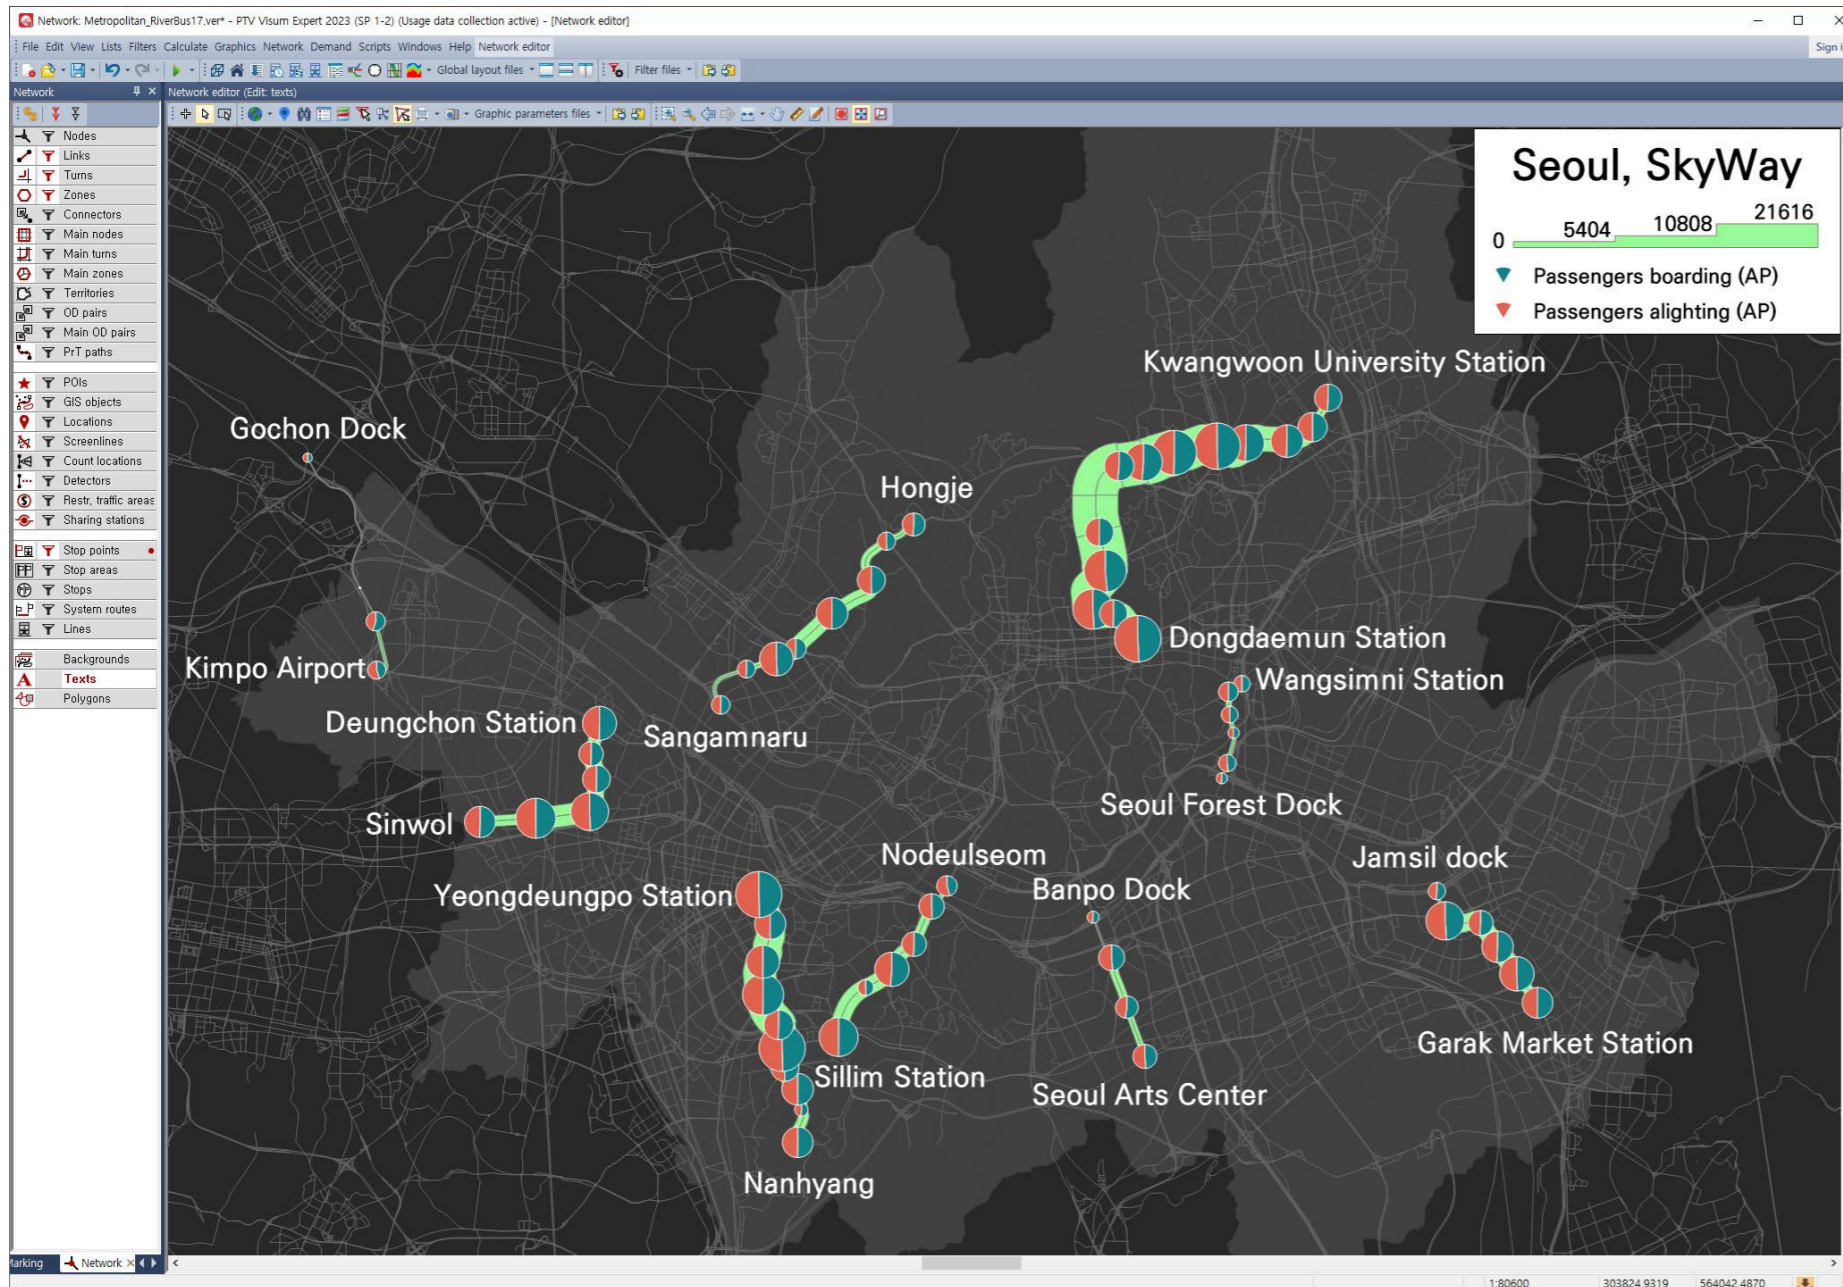 Network: Metropolitan_RiverBus17.ver* - PTV Visum Expert 2023 (SP 1-2) (Usage data collection active) - [Network editor]
File Edit View Lists Filters Calculate Graphics Network Demand Scripts Windows Help Network editor
Sign i
Global layout files
Filter files
Network
Network editor (Edit: texts)
Graphic parameters files
Nodes
Links
Turns
Zones
Connectors
Main nodes
Main turns
Main zones
Territories
OD pairs
Main OD pairs
PrT paths
POIs
GIS objects
Locations
Screenlines
Count locations
Detectors
Restr. traffic areas
Sharing stations
Stop points
Stop areas
Stops
System routes
Lines
Backgrounds
Texts
Polygons
Seoul, SkyWay
0 5404 10808 21616
Passengers boarding (AP)
Passengers alighting (AP)
Kwangwoon University Station
Gochon Dock
Hongje
Dongdaemun Station
Kimpo Airport
Wangsimni Station
Deungchon Station
Sangamnaru
Seoul Forest Dock
Sinwol
Nodeulseom
Jamsil dock
Yeongdeungpo Station
Banpo Dock
Garak Market Station
Sillim Station
Seoul Arts Center
Nanhyang
Marking
Network
1:80600 303824.9319 564042.4870